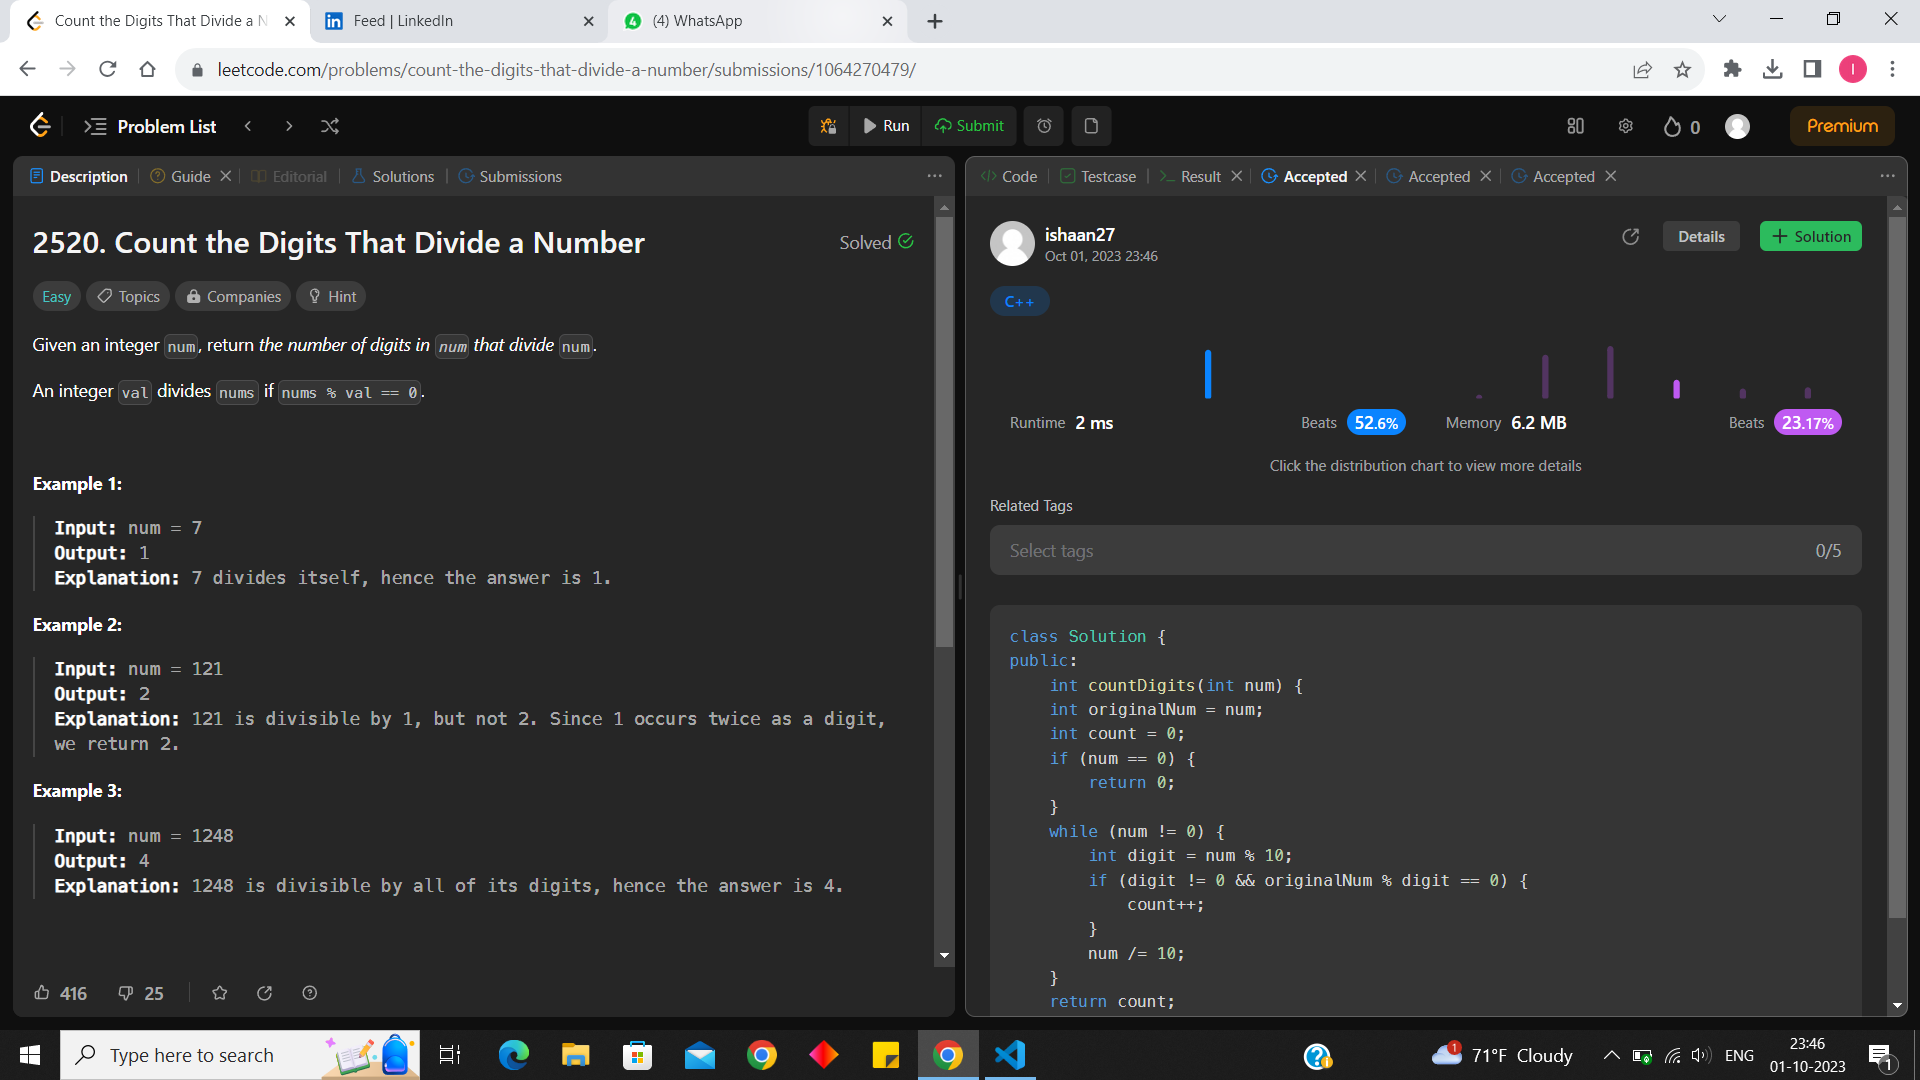 Count the Digits That Divide a N
Feed | LinkedIn
4 (4) WhatsApp
leetcode.com/problems/count-the-digits-that-divide-a-number/submissions/1064270479/
I
Problem List
Run
Submit
0
Premium
Description
Guide
Editorial
Solutions
Submissions
2520. Count the Digits That Divide a Number
Solved
Easy
Topics
Companies
Hint
Given an integer num, return the number of digits in num that divide num.
An integer val divides nums if nums % val == 0.
Example 1:
Input: num = 7
Output: 1
Explanation: 7 divides itself, hence the answer is 1.
Example 2:
Input: num = 121
Output: 2
Explanation: 121 is divisible by 1, but not 2. Since 1 occurs twice as a digit,
we return 2.
Example 3:
Input: num = 1248
Output: 4
Explanation: 1248 is divisible by all of its digits, hence the answer is 4.
416
25
Code
Testcase
Result
Accepted
Accepted
Accepted
ishaan27
Oct 01, 2023 23:46
Details
Solution
C++
Runtime 2 ms
Beats 52.6%
Memory 6.2 MB
Beats 23.17%
Click the distribution chart to view more details
Related Tags
Select tags
0/5
class Solution {
public:
int countDigits(int num) {
int originalNum = num;
int count = 0;
if (num == 0) {
return 0;
}
while (num != 0) {
int digit = num % 10;
if (digit != 0 && originalNum % digit == 0) {
count++;
}
num /= 10;
}
return count;
Type here to search
1
71°F Cloudy
ENG
23:46
01-10-2023
1